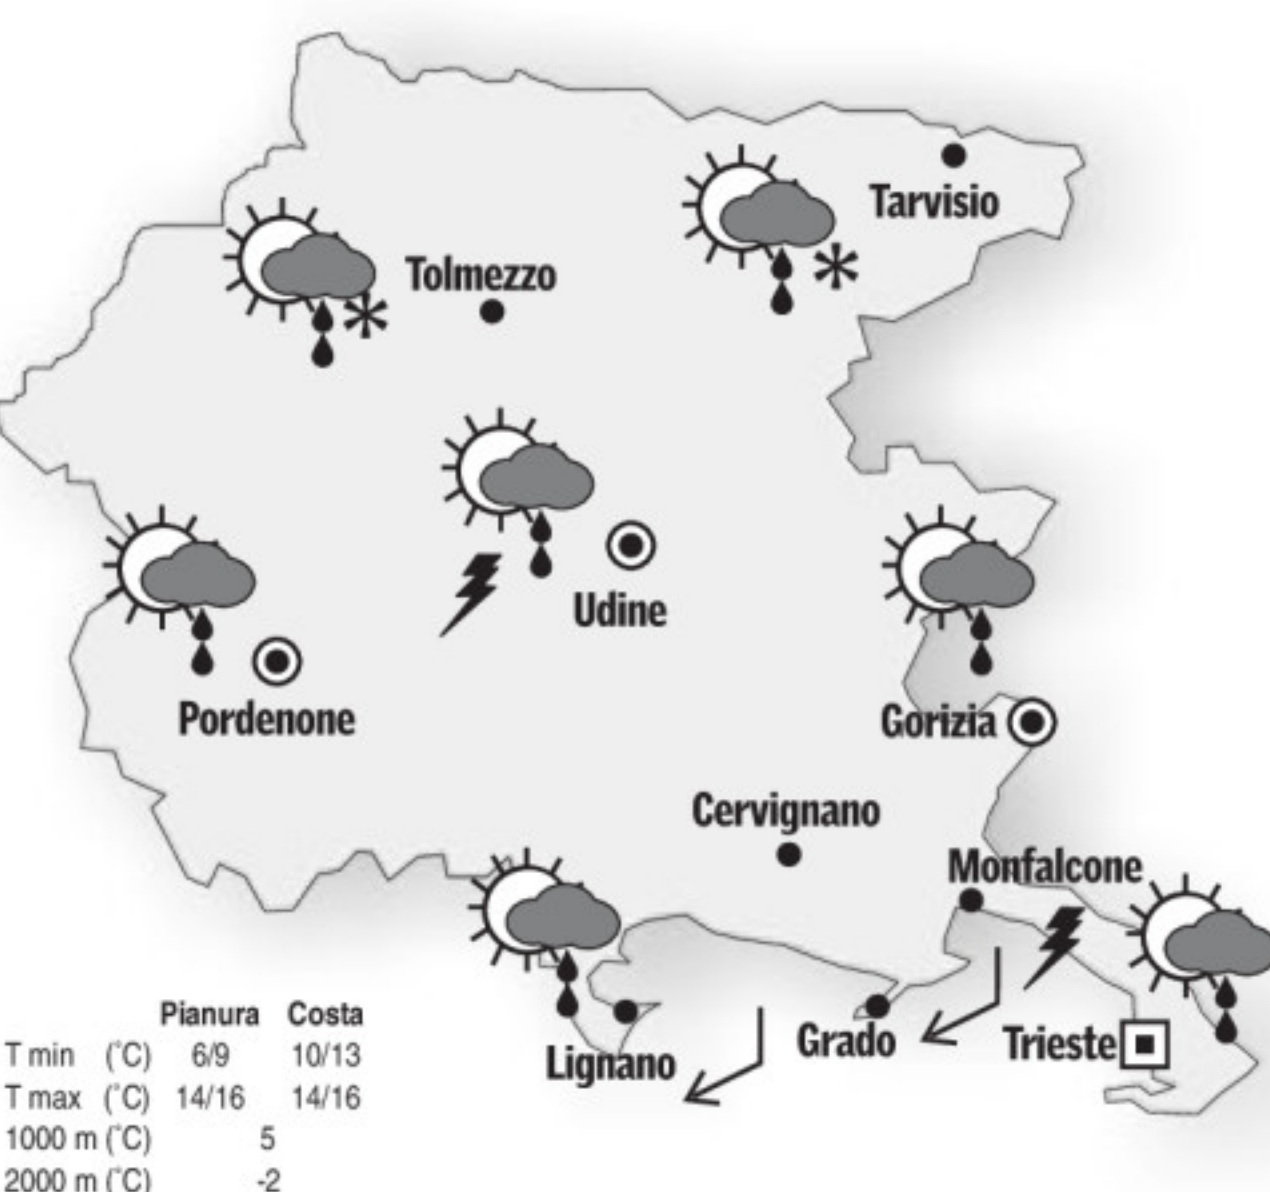 Tarvisio
Tolmezzo
Udine
Pordenone
Gorizia
Cervignano
Monfalcone
Grado
Trieste
Lignano
Pianura Costa
T min (°C) 6/9 10/13
T max (°C) 14/16 14/16
1000 m (°C) 5
2000 m (°C) -2